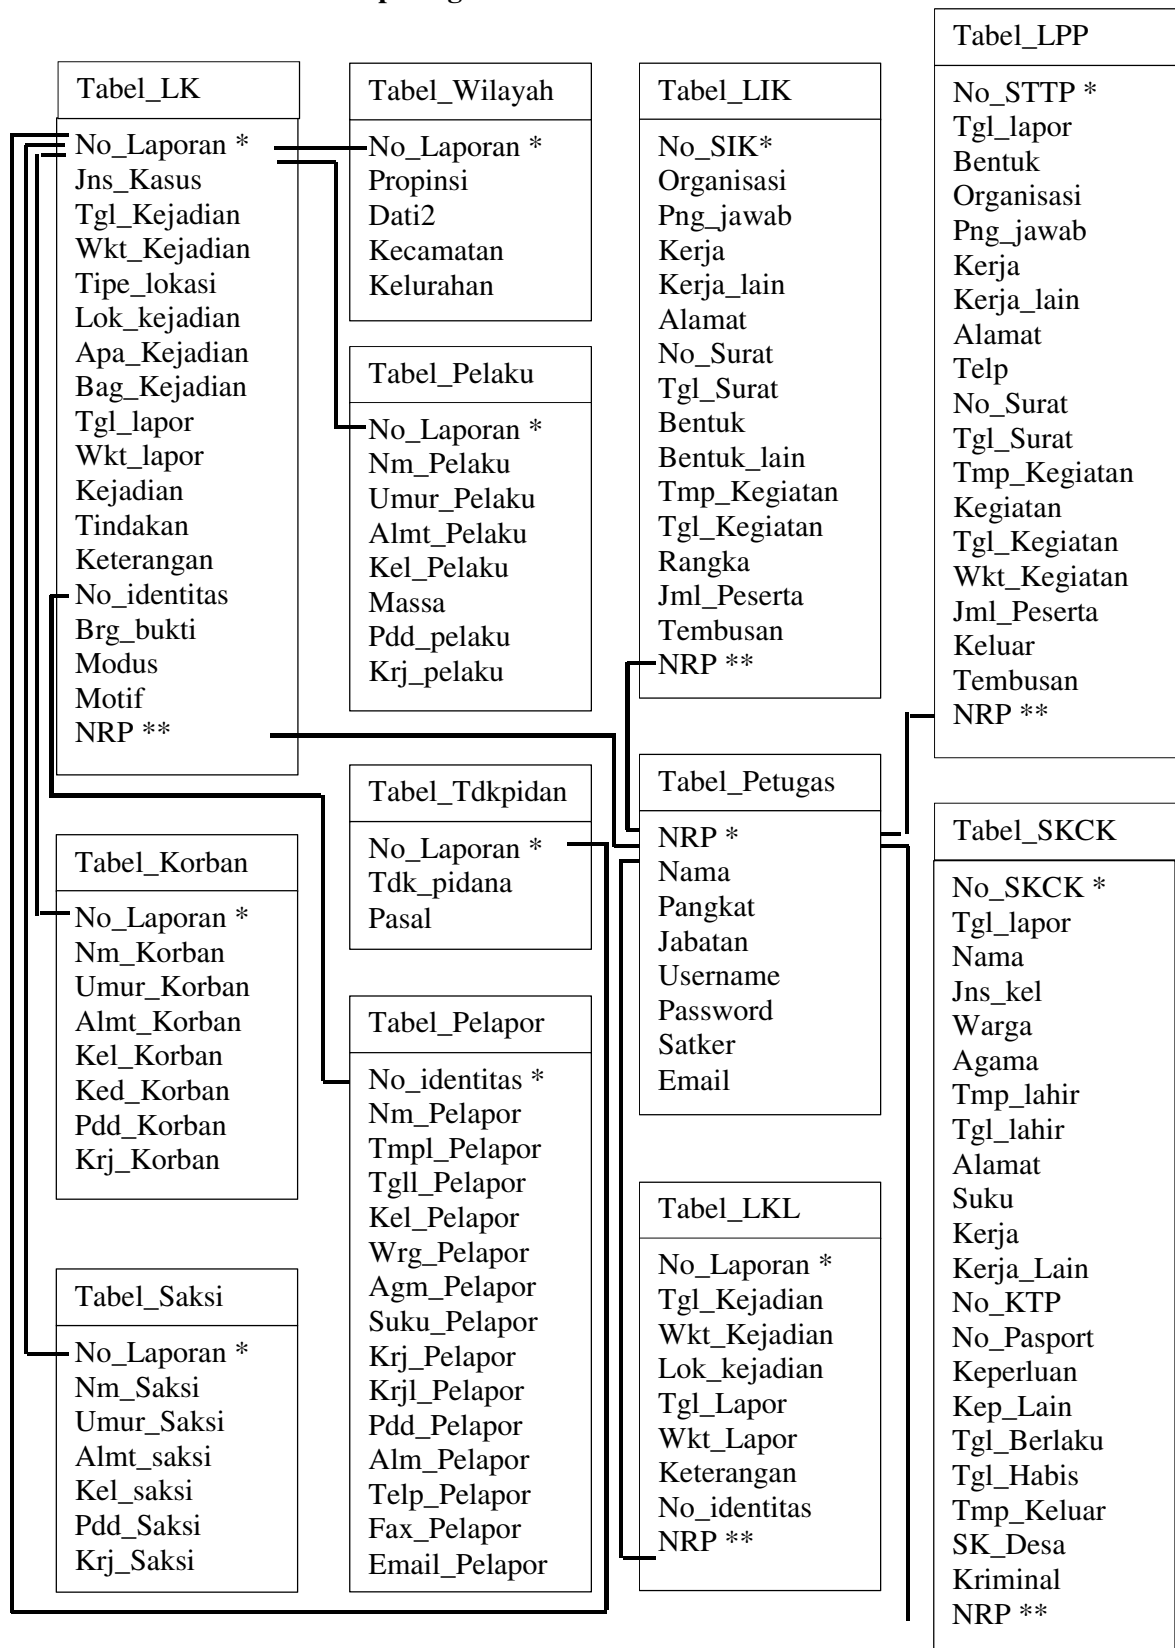 Tabel_LK
No_Laporan *
Jns_Kasus
Tgl_Kejadian
Wkt_Kejadian
Tipe_lokasi
Lok_kejadian
Apa_Kejadian
Bag_Kejadian
Tgl_lapor
Wkt_lapor
Kejadian
Tindakan
Keterangan
No_identitas
Brg_bukti
Modus
Motif
NRP **
Tabel_Korban
No_Laporan *
Nm_Korban
Umur_Korban
Almt_Korban
Kel_Korban
Ked_Korban
Pdd_Korban
Krj_Korban
Tabel_Saksi
No_Laporan *
Nm_Saksi
Umur_Saksi
Almt_saksi
Kel_saksi
Pdd_Saksi
Krj_Saksi
Tabel_Wilayah
No_Laporan *
Propinsi
Dati2
Kecamatan
Kelurahan
Tabel_Pelaku
No_Laporan *
Nm_Pelaku
Umur_Pelaku
Almt_Pelaku
Kel_Pelaku
Massa
Pdd_pelaku
Krj_pelaku
Tabel_Tdkpidan
No_Laporan *
Tdk_pidana
Pasal
Tabel_Pelapor
No_identitas *
Nm_Pelapor
Tmpl_Pelapor
Tgll_Pelapor
Kel_Pelapor
Wrg_Pelapor
Agm_Pelapor
Suku_Pelapor
Krj_Pelapor
Krjl_Pelapor
Pdd_Pelapor
Alm_Pelapor
Telp_Pelapor
Fax_Pelapor
Email_Pelapor
Tabel_LIK
No_SIK*
Organisasi
Png_jawab
Kerja
Kerja_lain
Alamat
No_Surat
Tgl_Surat
Bentuk
Bentuk_lain
Tmp_Kegiatan
Tgl_Kegiatan
Rangka
Jml_Peserta
Tembusan
NRP **
Tabel_Petugas
NRP *
Nama
Pangkat
Jabatan
Username
Password
Satker
Email
Tabel_LKL
No_Laporan *
Tgl_Kejadian
Wkt_Kejadian
Lok_kejadian
Tgl_Lapor
Wkt_Lapor
Keterangan
No_identitas
NRP **
Tabel_LPP
No_STTP *
Tgl_lapor
Bentuk
Organisasi
Png_jawab
Kerja
Kerja_lain
Alamat
Telp
No_Surat
Tgl_Surat
Tmp_Kegiatan
Kegiatan
Tgl_Kegiatan
Wkt_Kegiatan
Jml_Peserta
Keluar
Tembusan
NRP **
Tabel_SKCK
No_SKCK *
Tgl_lapor
Nama
Jns_kel
Warga
Agama
Tmp_lahir
Tgl_lahir
Alamat
Suku
Kerja
Kerja_Lain
No_KTP
No_Pasport
Keperluan
Kep_Lain
Tgl_Berlaku
Tgl_Habis
Tmp_Keluar
SK_Desa
Kriminal
NRP **